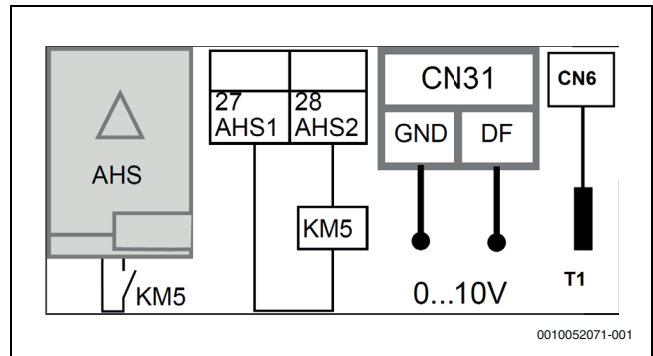 AHS
KM5
27
AHS1
28
AHS2
KM5
CN31
GND
DF
0...10V
CN6
T1
0010052071-001